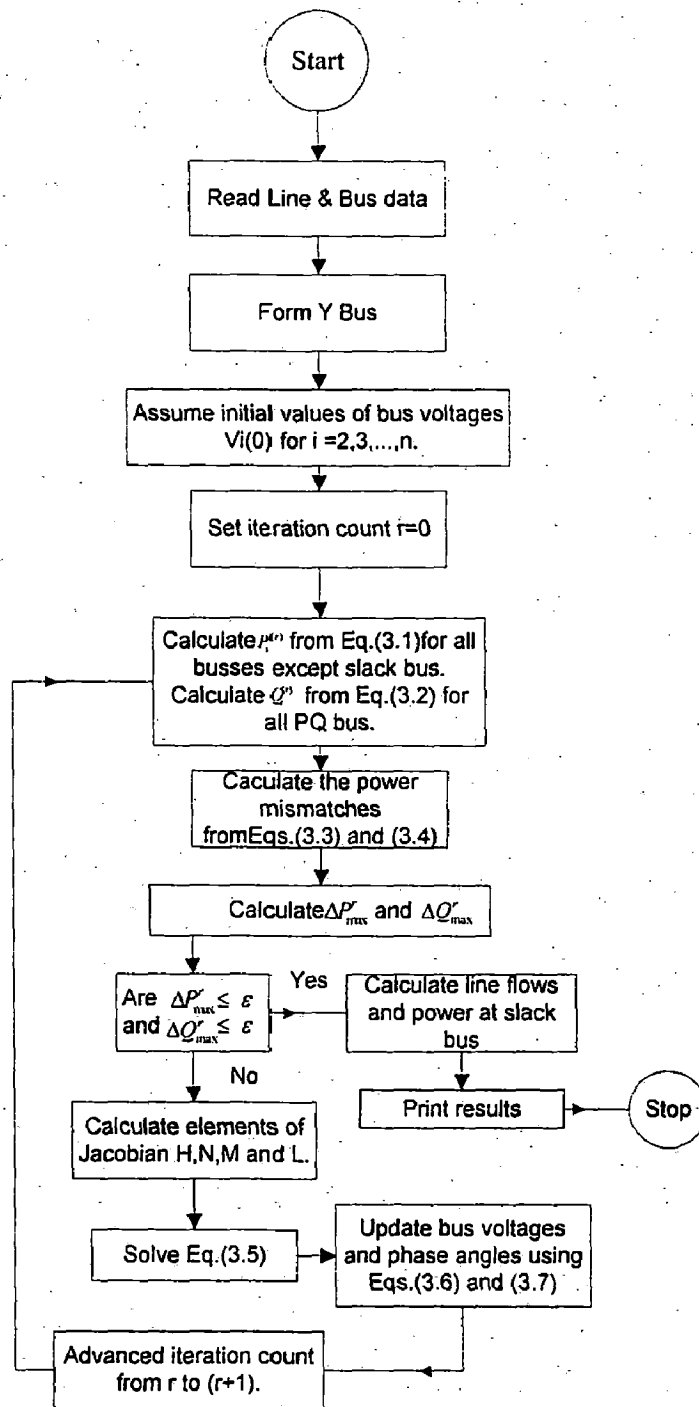 Start
Read Line & Bus data
Form Y Bus
Assume initial values of bus voltages
Vi(0) for i =2,3,...,n.
Set iteration count r=0
Calculate Pᵢ⁽ʳ⁾ from Eq.(3.1)for all
busses except slack bus.
Calculate Q⁽ʳ⁾ from Eq.(3.2) for
all PQ bus.
Caculate the power
mismatches
fromEqs.(3.3) and (3.4)
Calculate ΔPʳmax and ΔQʳmax
Are ΔPʳmax ≤ ε
and ΔQʳmax ≤ ε
Yes
Calculate line flows
and power at slack
bus
No
Print results
Stop
Calculate elements of
Jacobian H,N,M and L.
Solve Eq.(3.5)
Update bus voltages
and phase angles using
Eqs.(3.6) and (3.7)
Advanced iteration count
from r to (r+1).